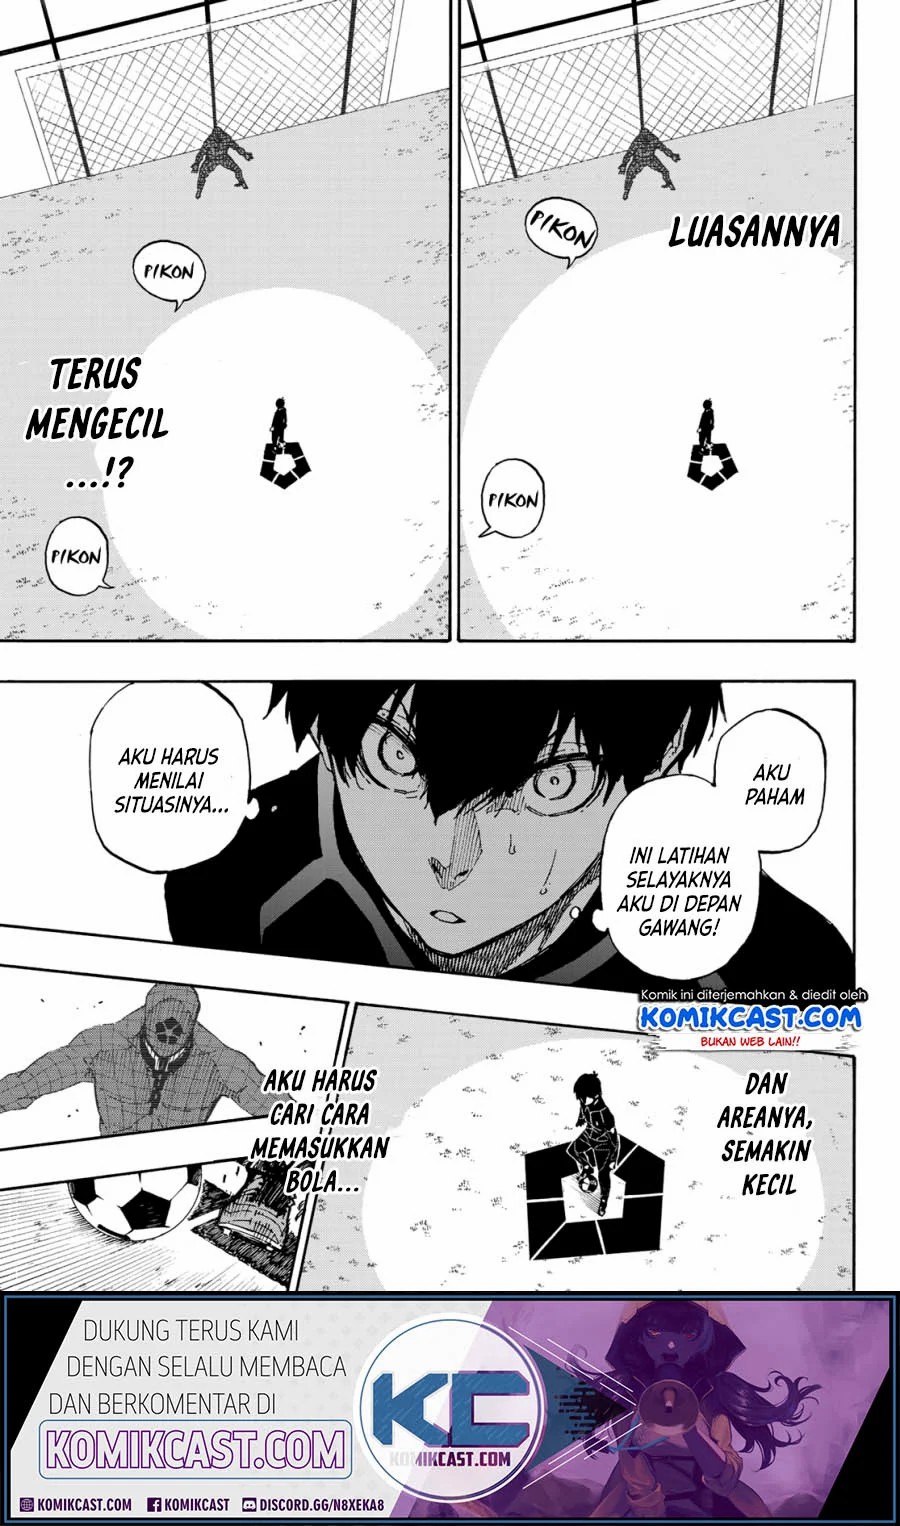 PIKON
LUASANNYA
PIKON
PIKON
TERUS
MENGECIL
...!?
PIKON
AKU
PAHAM
INI LATIHAN
SELAYAKNYA
AKU DI DEPAN
GAWANG!
AKU HARUS
MENILAI
SITUASINYA...
Komik ini diterjemahkan & diedit oleh
KOMIKCAST.COM
BUKAN WEB LAIN!!
DAN
AREANYA,
SEMAKIN
KECIL
AKU HARUS
CARI CARA
MEMASUKKAN
BOLA...
DUKUNG TERUS KAMI
DENGAN SELALU MEMBACA
DAN BERKOMENTAR DI
KOMIKCAST.COM
KC
KOMIKCAST.COM
KOMIKCAST.COM KOMIKCAST DISCORD.GG/N8XEKA8